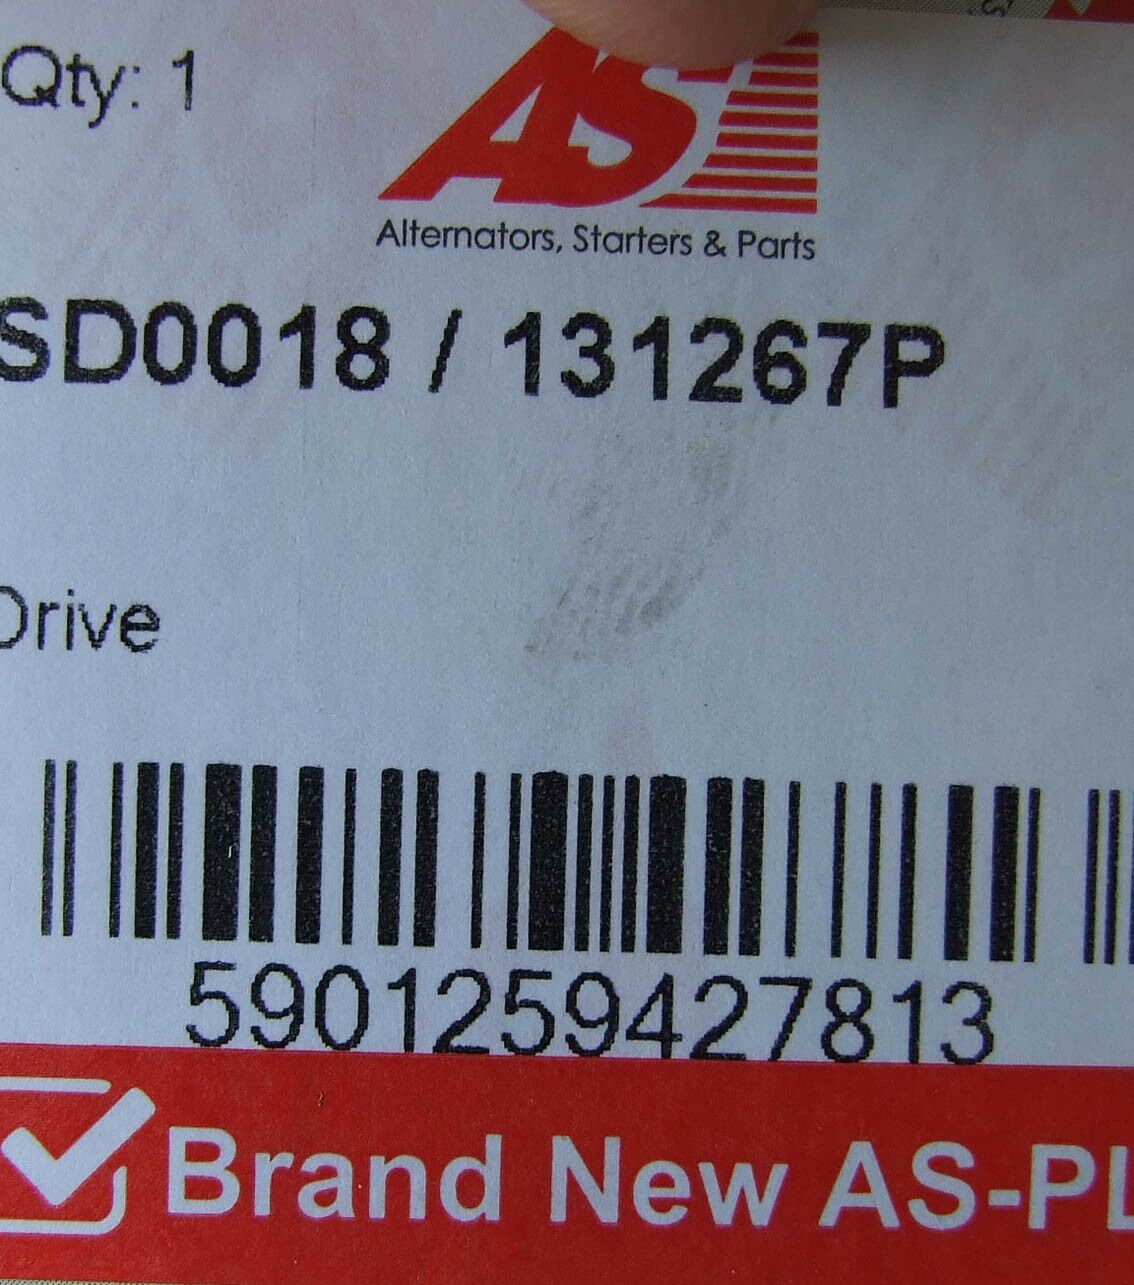 Qty: 1
AS
Alternators, Starters & Parts
SD0018 / 131267P
Drive
5901259427813
Brand New AS-PL